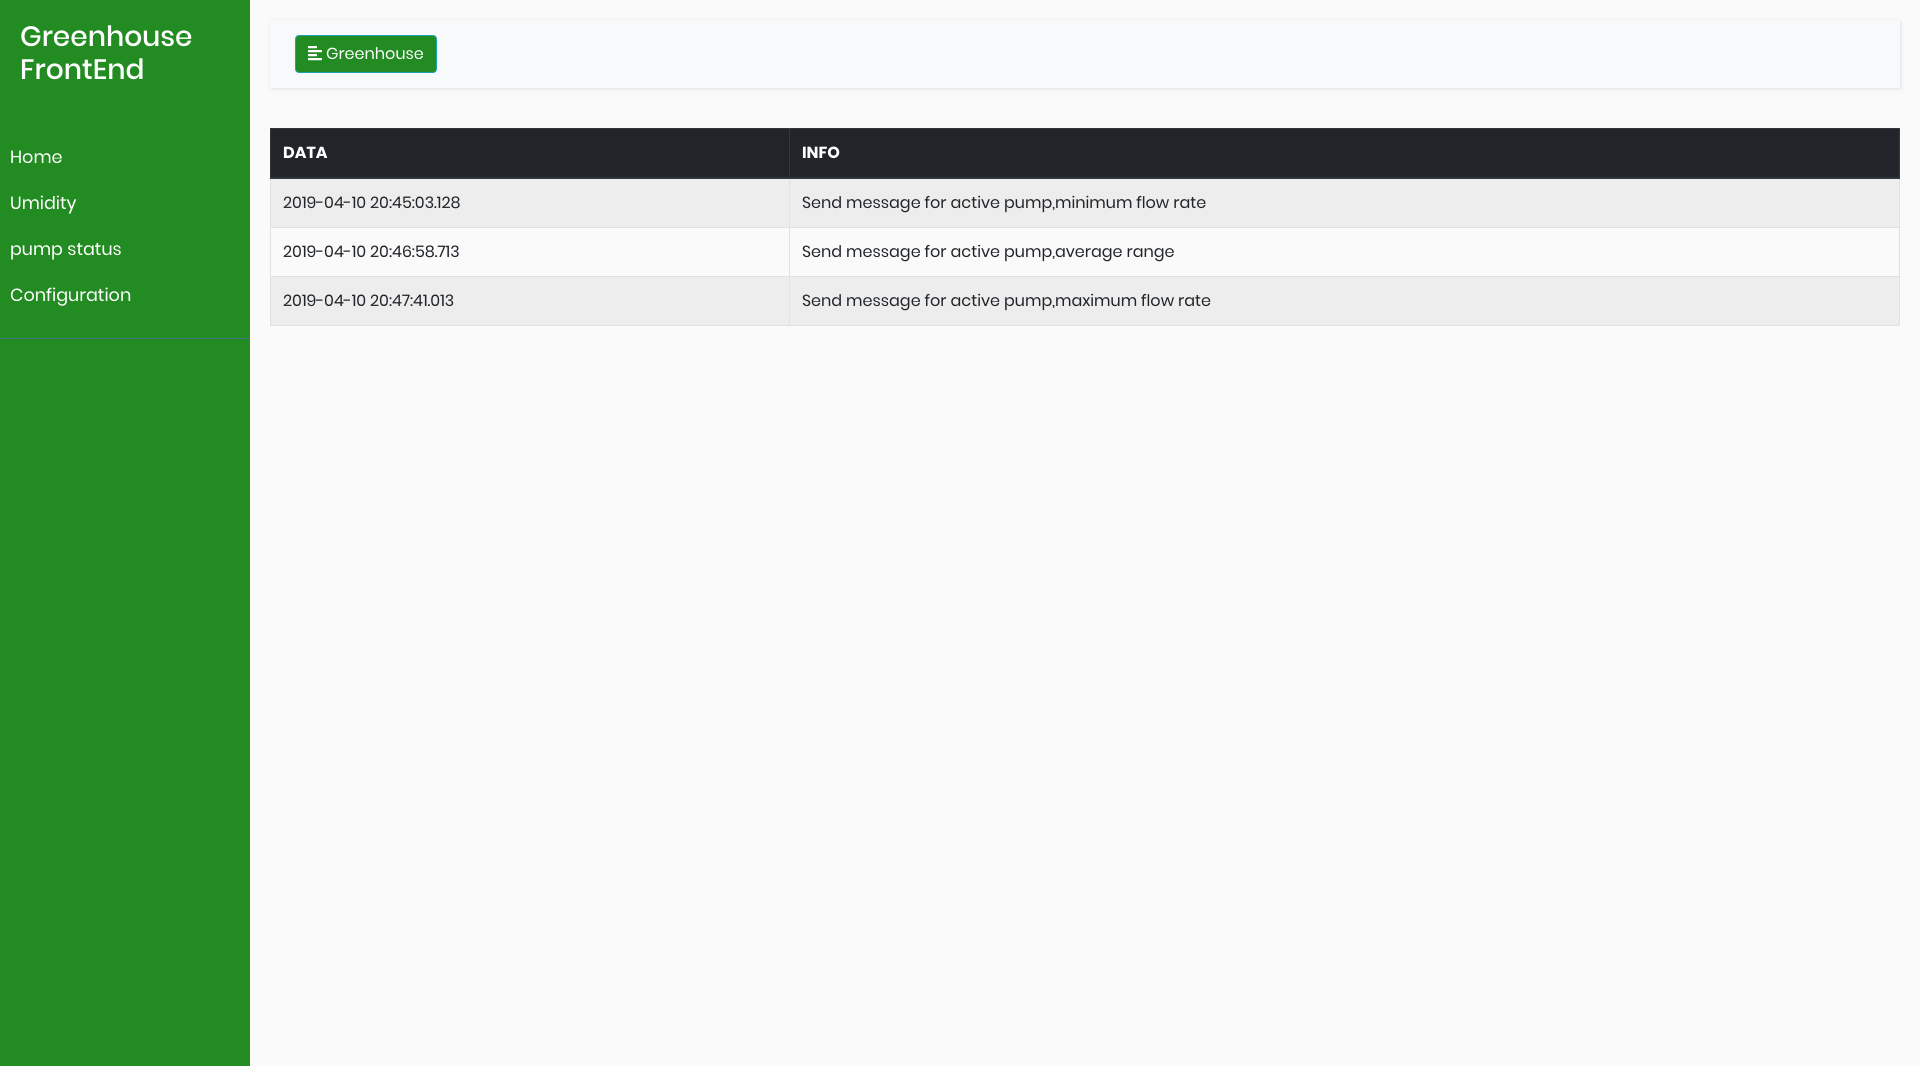 Greenhouse
FrontEnd
Home
Umidity
pump status
Configuration
Greenhouse
DATA INFO
2019-04-10 20:45:03.128 Send message for active pump,minimum flow rate
2019-04-10 20:46:58.713 Send message for active pump,average range
2019-04-10 20:47:41.013 Send message for active pump,maximum flow rate